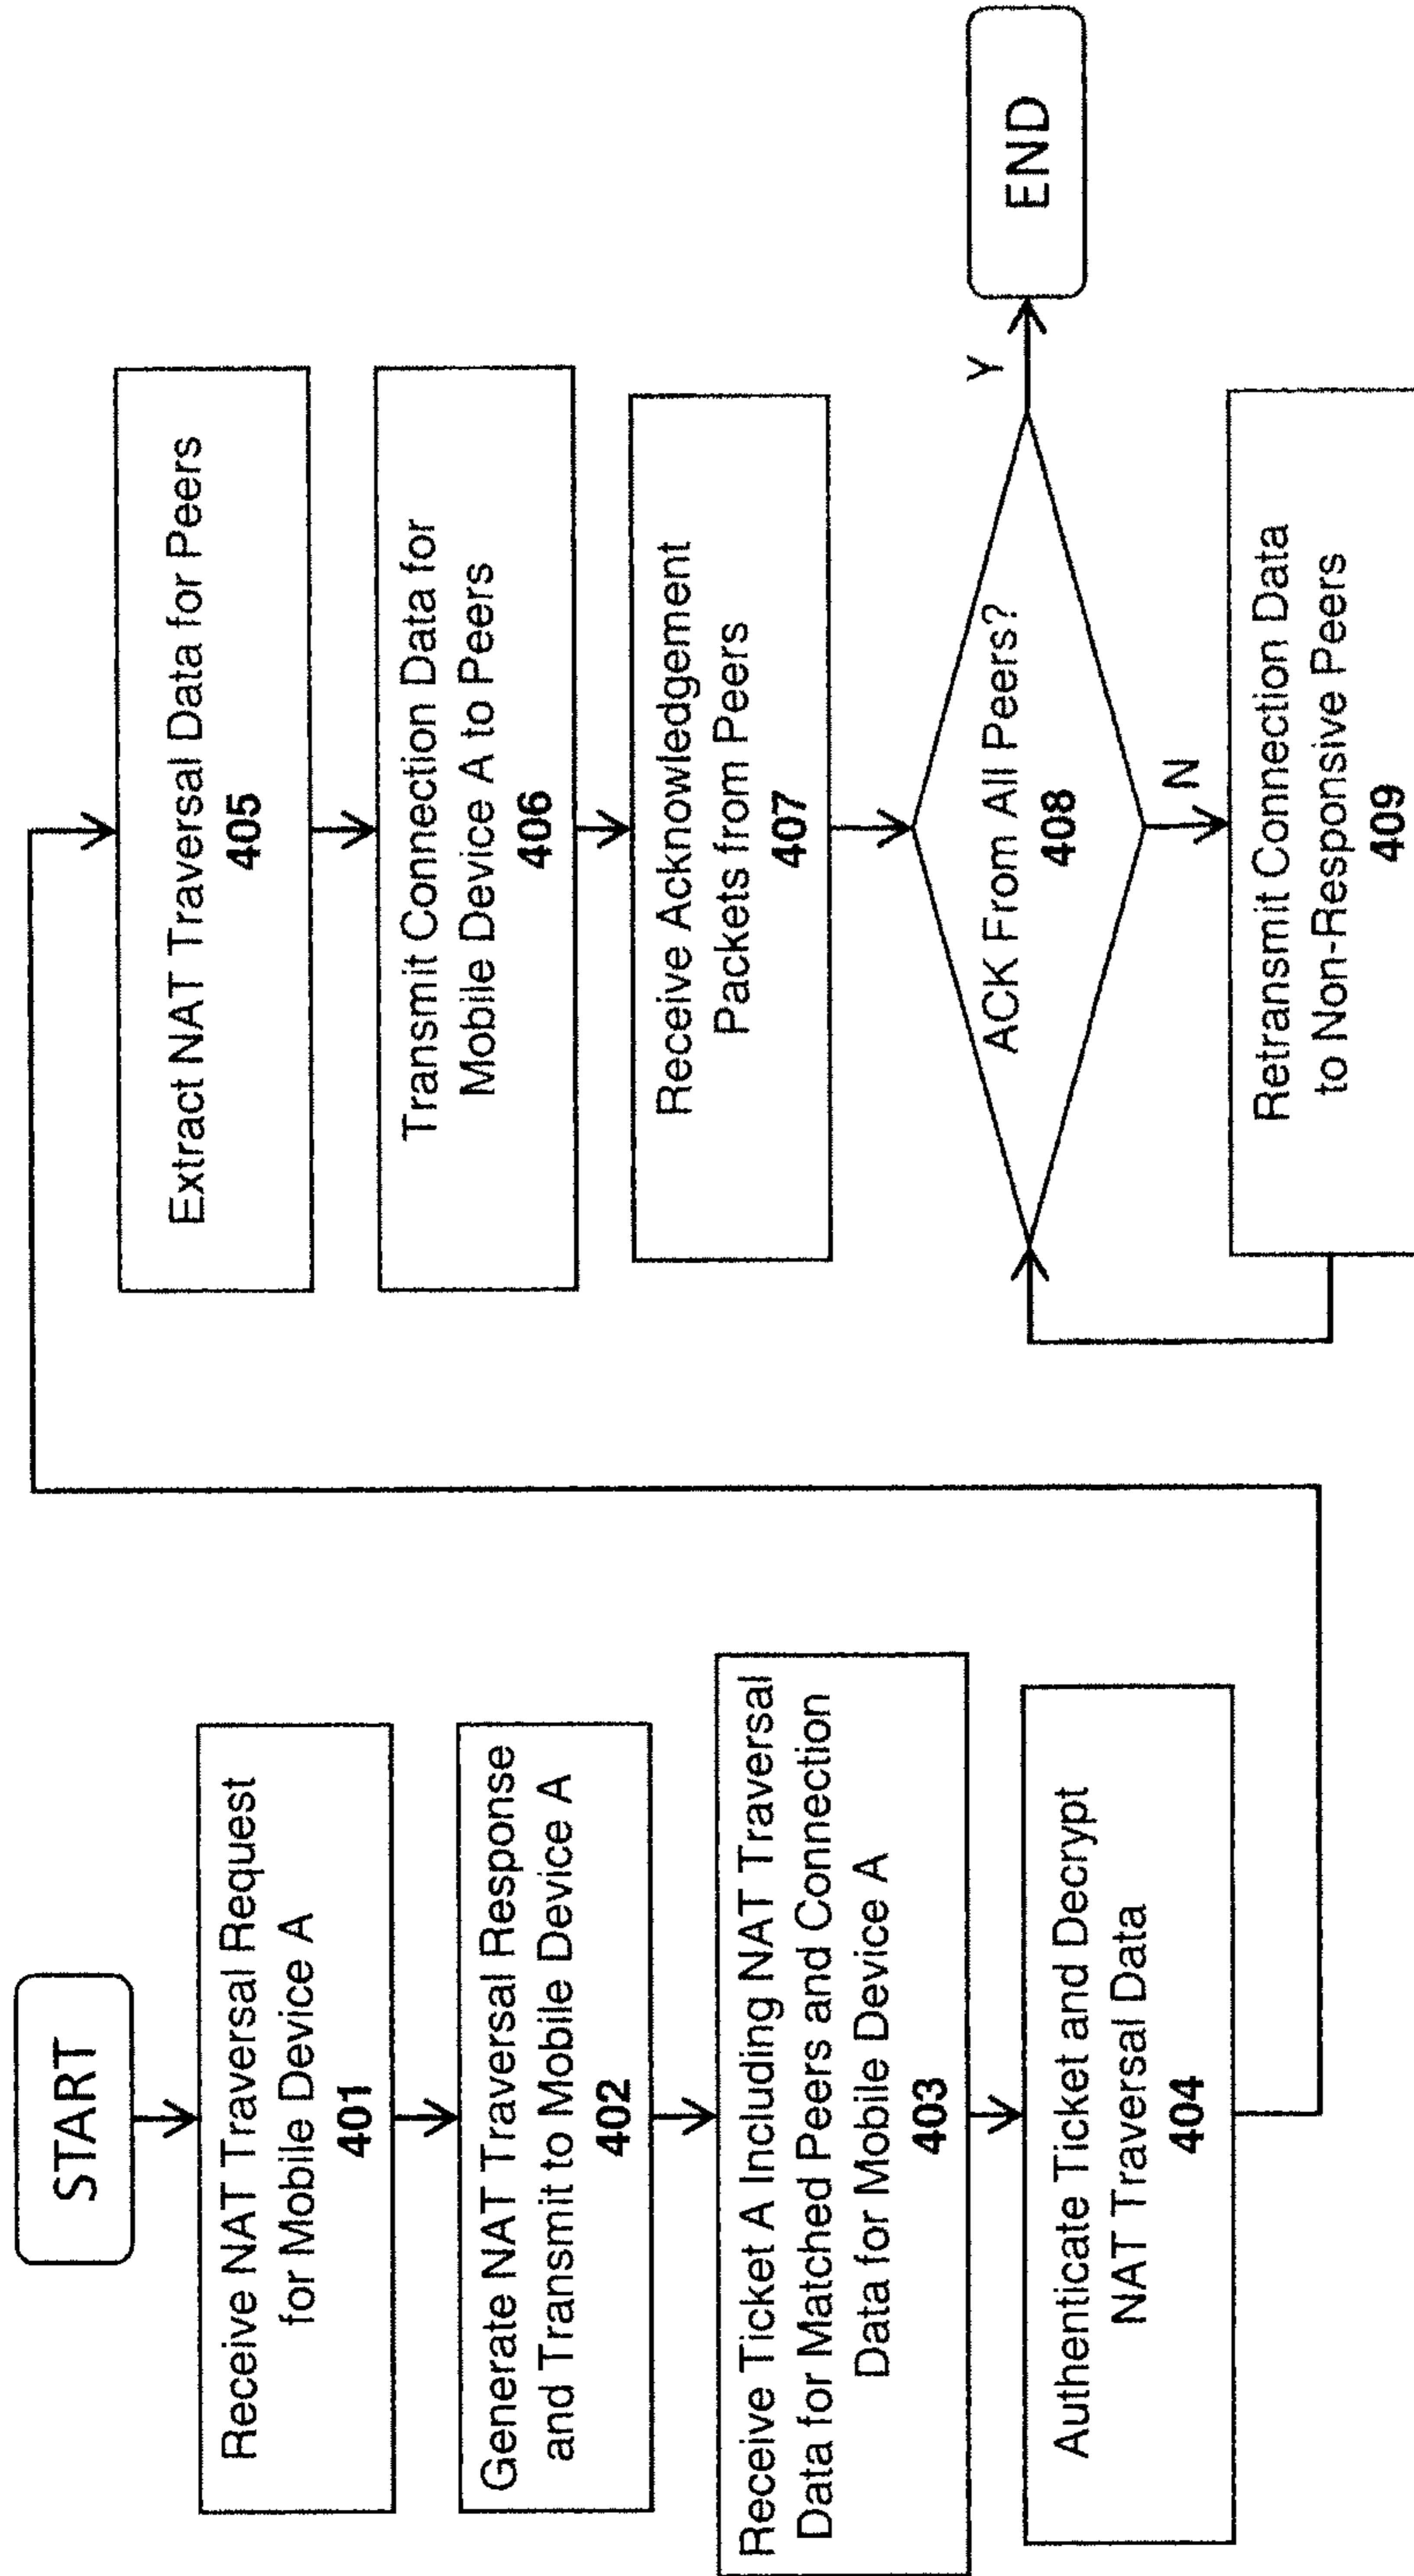 START
Receive NAT Traversal Request
for Mobile Device A
401
Generate NAT Traversal Response
and Transmit to Mobile Device A
402
Receive Ticket A Including NAT Traversal
Data for Matched Peers and Connection
Data for Mobile Device A
403
Authenticate Ticket and Decrypt
NAT Traversal Data
404
Extract NAT Traversal Data for Peers
405
Transmit Connection Data for
Mobile Device A to Peers
406
Receive Acknowledgement
Packets from Peers
407
ACK From All Peers?
408
Y
END
N
Retransmit Connection Data
to Non-Responsive Peers
409